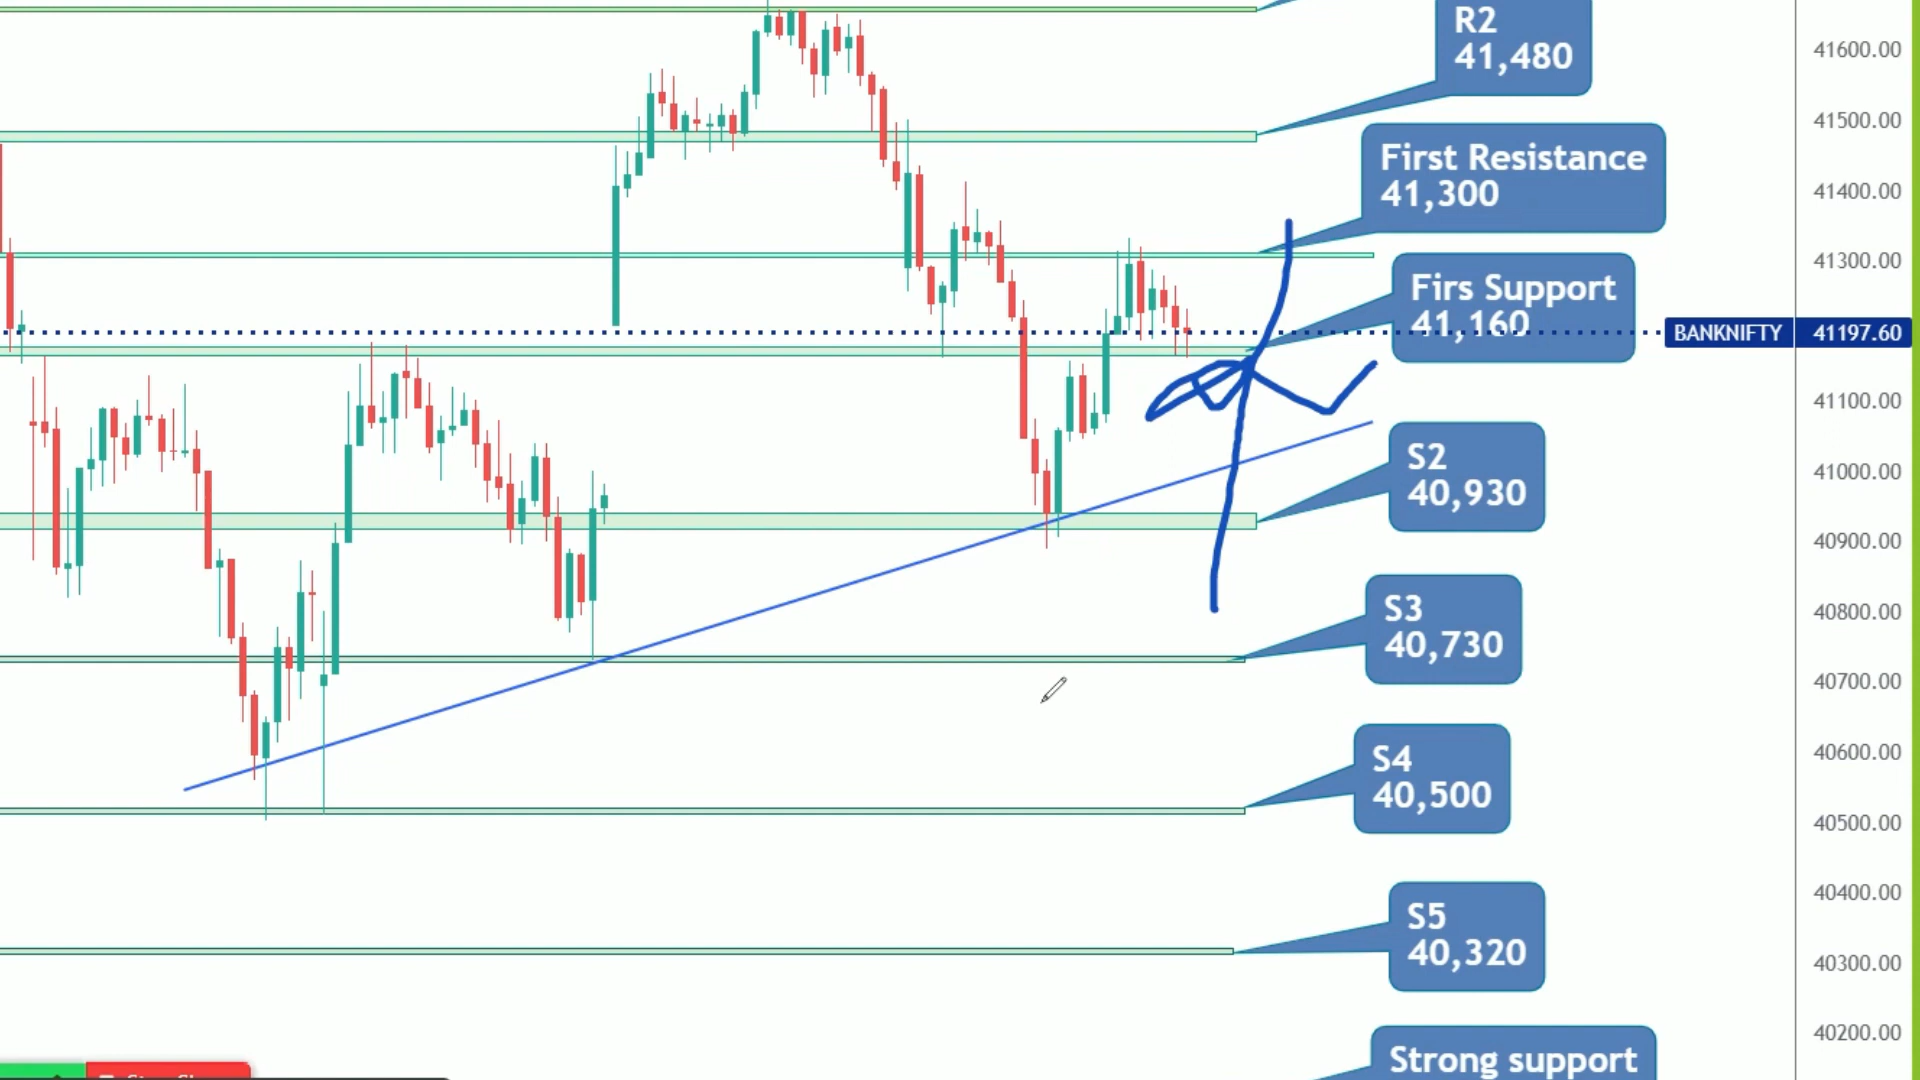 R2
41,480
First Resistance
41,300
Firs Support
41,160
S2
40,930
S3
40,730
S4
40,500
S5
40,320
Strong support
BANKNIFTY 41197.60
41600.00
41500.00
41400.00
41300.00
41100.00
41000.00
40900.00
40800.00
40700.00
40600.00
40500.00
40400.00
40300.00
40200.00